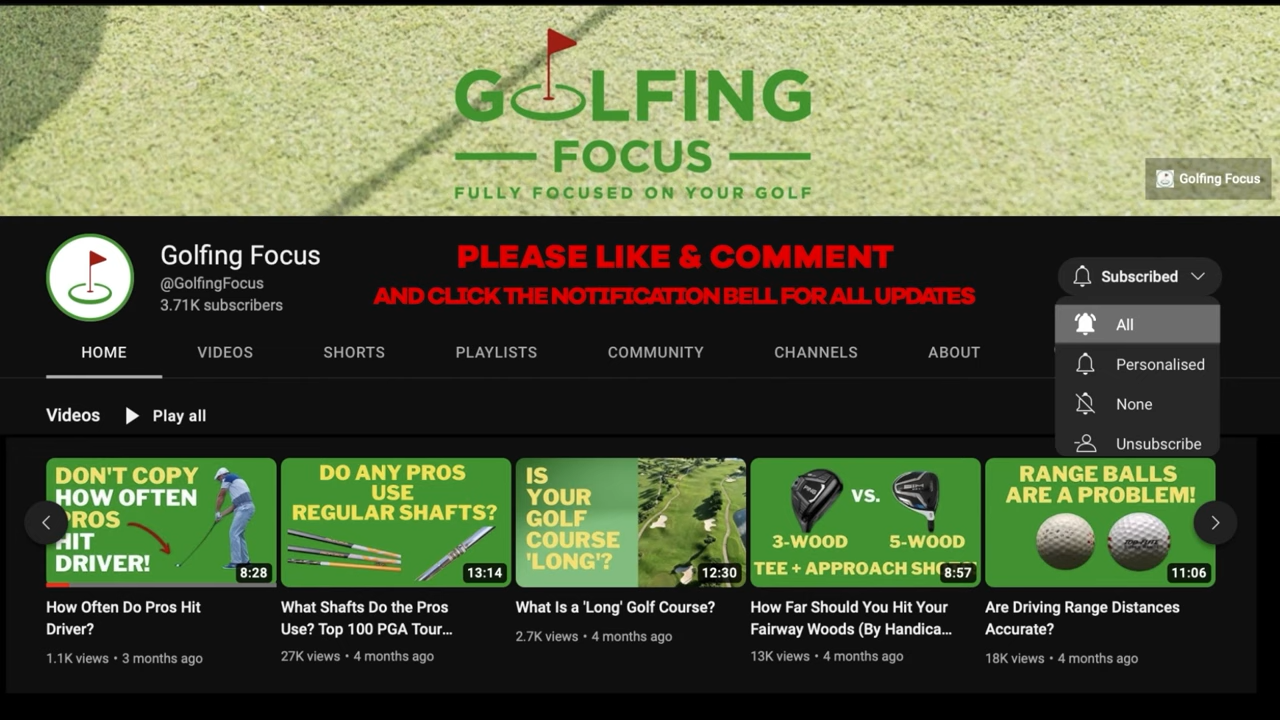 GOLFING
FOCUS
FULLY FOCUSED ON YOUR GOLF
Golfing Focus
Golfing Focus
@GolfingFocus
3.71K subscribers
PLEASE LIKE & COMMENT
AND CLICK THE NOTIFICATION BELL FOR ALL UPDATES
Subscribed
All
Personalised
None
Unsubscribe
HOME VIDEOS SHORTS PLAYLISTS COMMUNITY CHANNELS ABOUT
Videos Play all
DON'T COPY
HOW OFTEN
PROS
HIT
DRIVER!
8:28
How Often Do Pros Hit
Driver?
1.1K views • 3 months ago
DO ANY PROS
USE
REGULAR SHAFTS?
13:14
What Shafts Do the Pros
Use? Top 100 PGA Tour...
27K views • 4 months ago
IS
YOUR
GOLF
COURSE
'LONG'?
12:30
What Is a 'Long' Golf Course?
2.7K views • 4 months ago
VS.
3-WOOD 5-WOOD
TEE + APPROACH
8:57
How Far Should You Hit Your
Fairway Woods (By Handica...
13K views • 4 months ago
RANGE BALLS
ARE A PROBLEM!
11:06
Are Driving Range Distances
Accurate?
18K views • 4 months ago